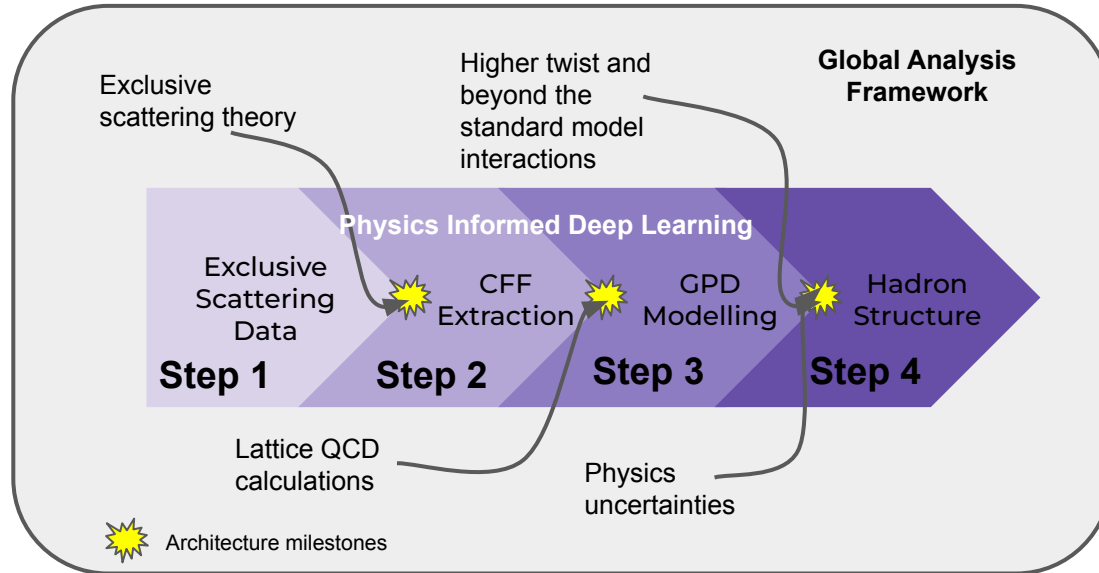 Exclusive
scattering theory
Higher twist and
beyond the
standard model
interactions
Global Analysis
Framework
Physics Informed Deep Learning
Exclusive
Scattering
Data
Step 1
CFF
Extraction
Step 2
GPD
Modelling
Step 3
Hadron
Structure
Step 4
Lattice QCD
calculations
Physics
uncertainties
Architecture milestones